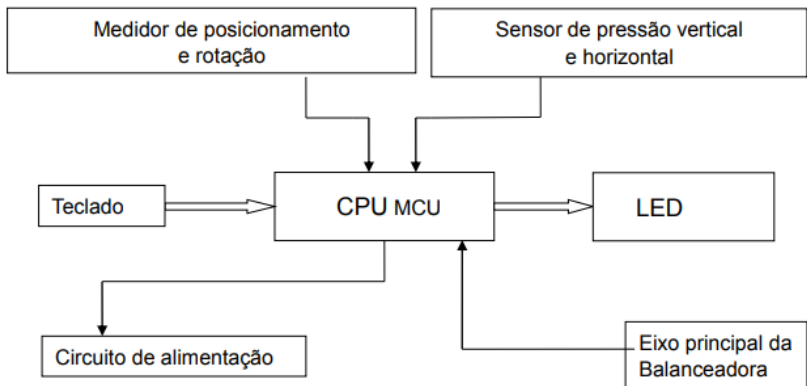 Medidor de posicionamento
e rotação
Sensor de pressão vertical
e horizontal
Teclado
CPU MCU
LED
Circuito de alimentação
Eixo principal da
Balanceadora